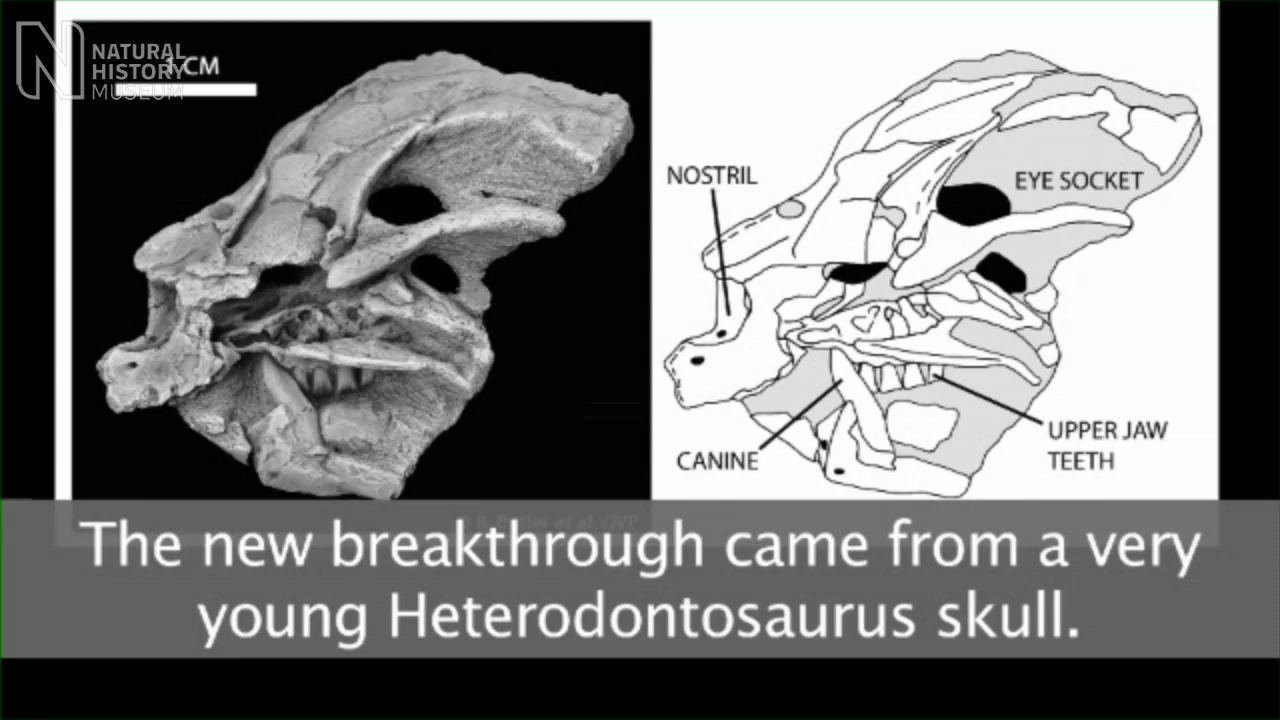 NATURAL
HISTORY
MUSEUM
1 CM
NOSTRIL
EYE SOCKET
CANINE
UPPER JAW
TEETH
The new breakthrough came from a very
young Heterodontosaurus skull.